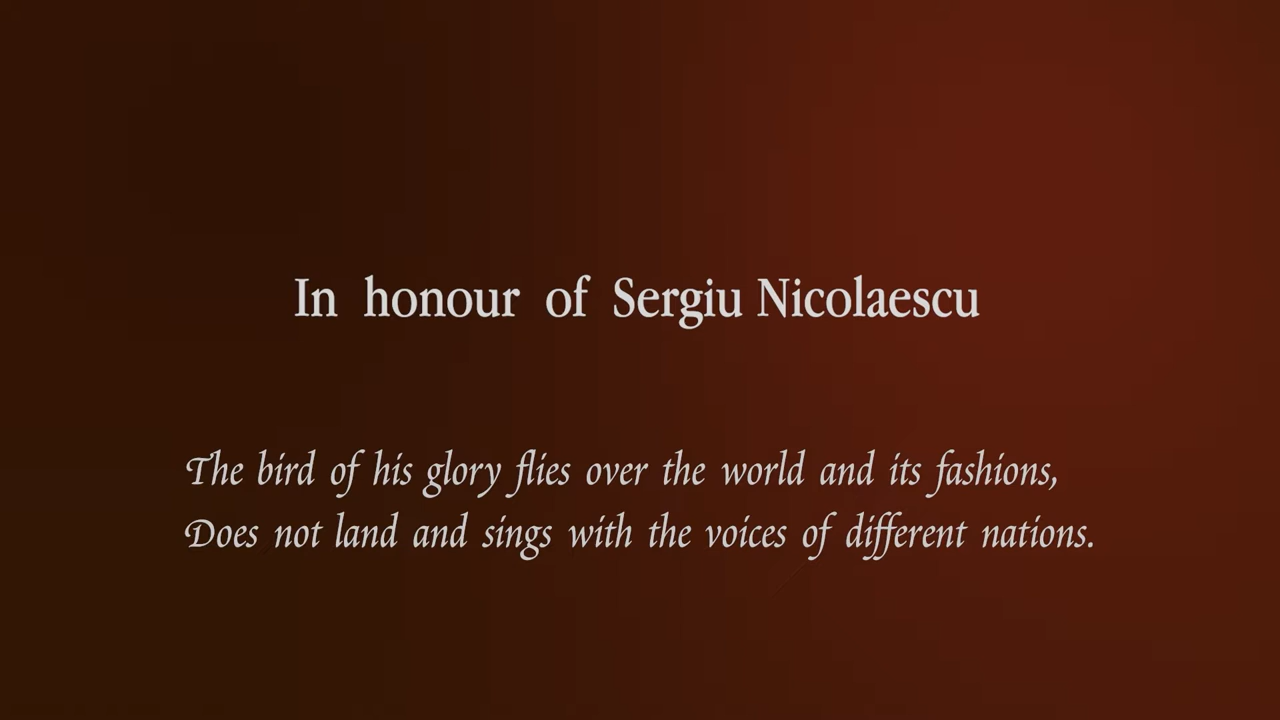 In honour of Sergiu Nicolaescu
The bird of his glory flies over the world and its fashions,
Does not land and sings with the voices of different nations.